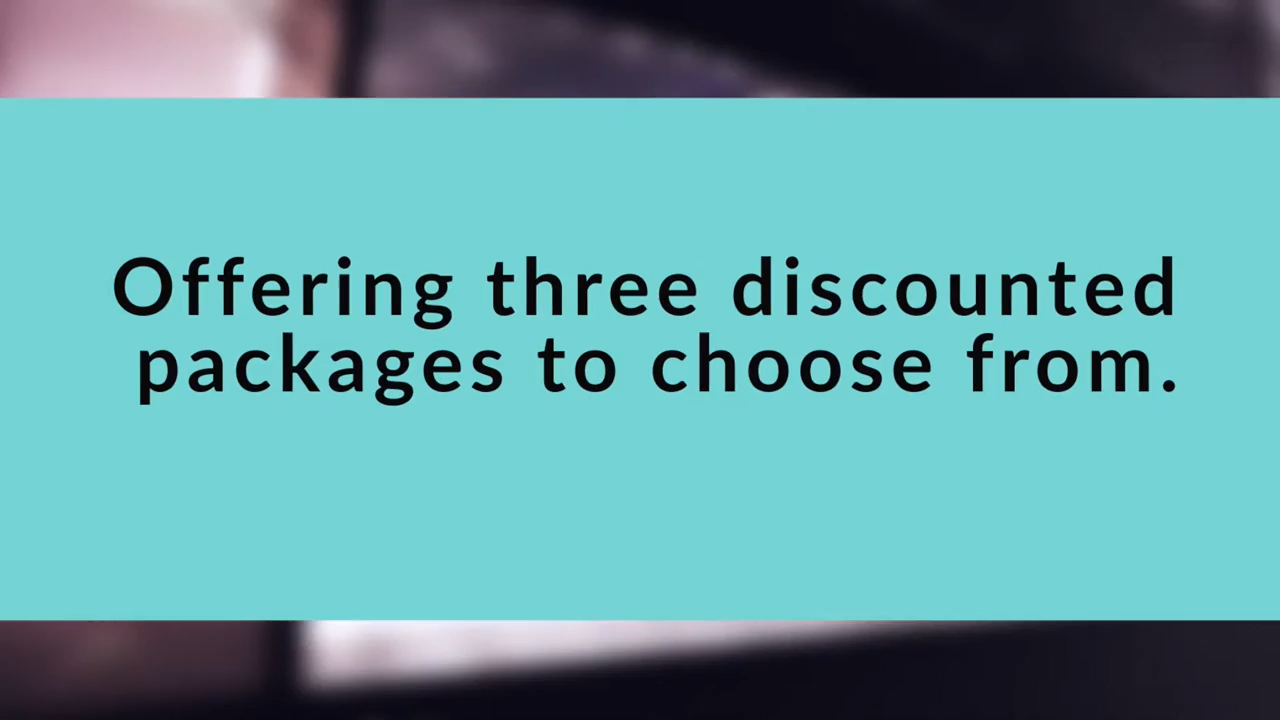 Offering three discounted
packages to choose from.